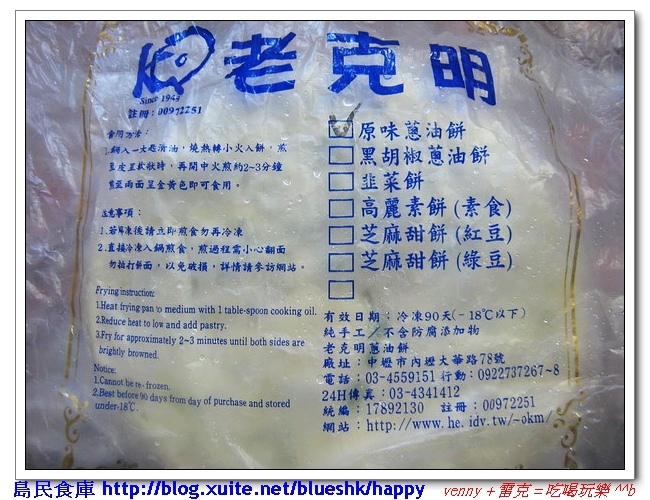 老克明
Since 1948
註冊：00972251
食用方法：
1.鍋入一大匙清油，燒熱轉小火入餅，煎
豆皮呈軟狀時，再開中火煎約2~3分鐘
煎至兩面呈金黃色即可食用。
注意事項：
1.若解凍後請立即煎食勿再冷凍
2.直接冷凍入鍋煎食，煎過程需小心翻面
勿拍打餅面，以免破損，詳情請參訪網站。
Frying instruction:
1.Heat frying pan to medium with 1 table-spoon cooking oil.
2.Reduce heat to low and add pastry.
3.Fry for approximately 2~3 minutes until both sides are
brightly browned.
Notice:
1.Cannot be re-frozen.
2.Best before 90 days from day of purchase and stored
under-18℃.
原味蔥油餅
黑胡椒蔥油餅
韭菜餅
高麗素餅(素食)
芝麻甜餅(紅豆)
芝麻甜餅(綠豆)
有效日期：冷凍90天(-18℃以下)
純手工／不含防腐添加物
老克明蔥油餅
廠址：中壢市內壢大華路78號
電話：03-4559151 行動：0922737267~8
24H傳真：03-4341412
統編：17892130 註冊：00972251
網站：http://www.he.idv.tw/~okm/
島民食庫 http://blog.xuite.net/blueshk/happy
venny + 雷克 = 吃喝玩樂 ^^b